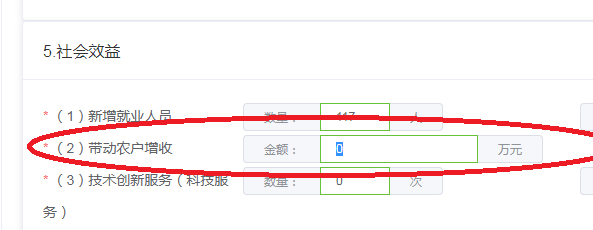 5.社会效益
* (1)新增就业人员 数量: 117 人
* (2)带动农户增收 金额: 0 万元
* (3)技术创新服务(科技服 数量: 0 次
务)